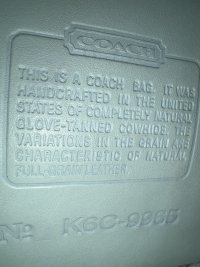 COACH
THIS IS A COACH BAG. IT WAS
HANDCRAFTED IN THE UNITED
STATES OF COMPLETELY NATURAL
GLOVE-TANNED COWHIDE. THE
VARIATIONS IN THE GRAIN ARE
CHARACTERISTIC OF NATURAL
FULL-GRAIN LEATHER.
Nº K6C-9965